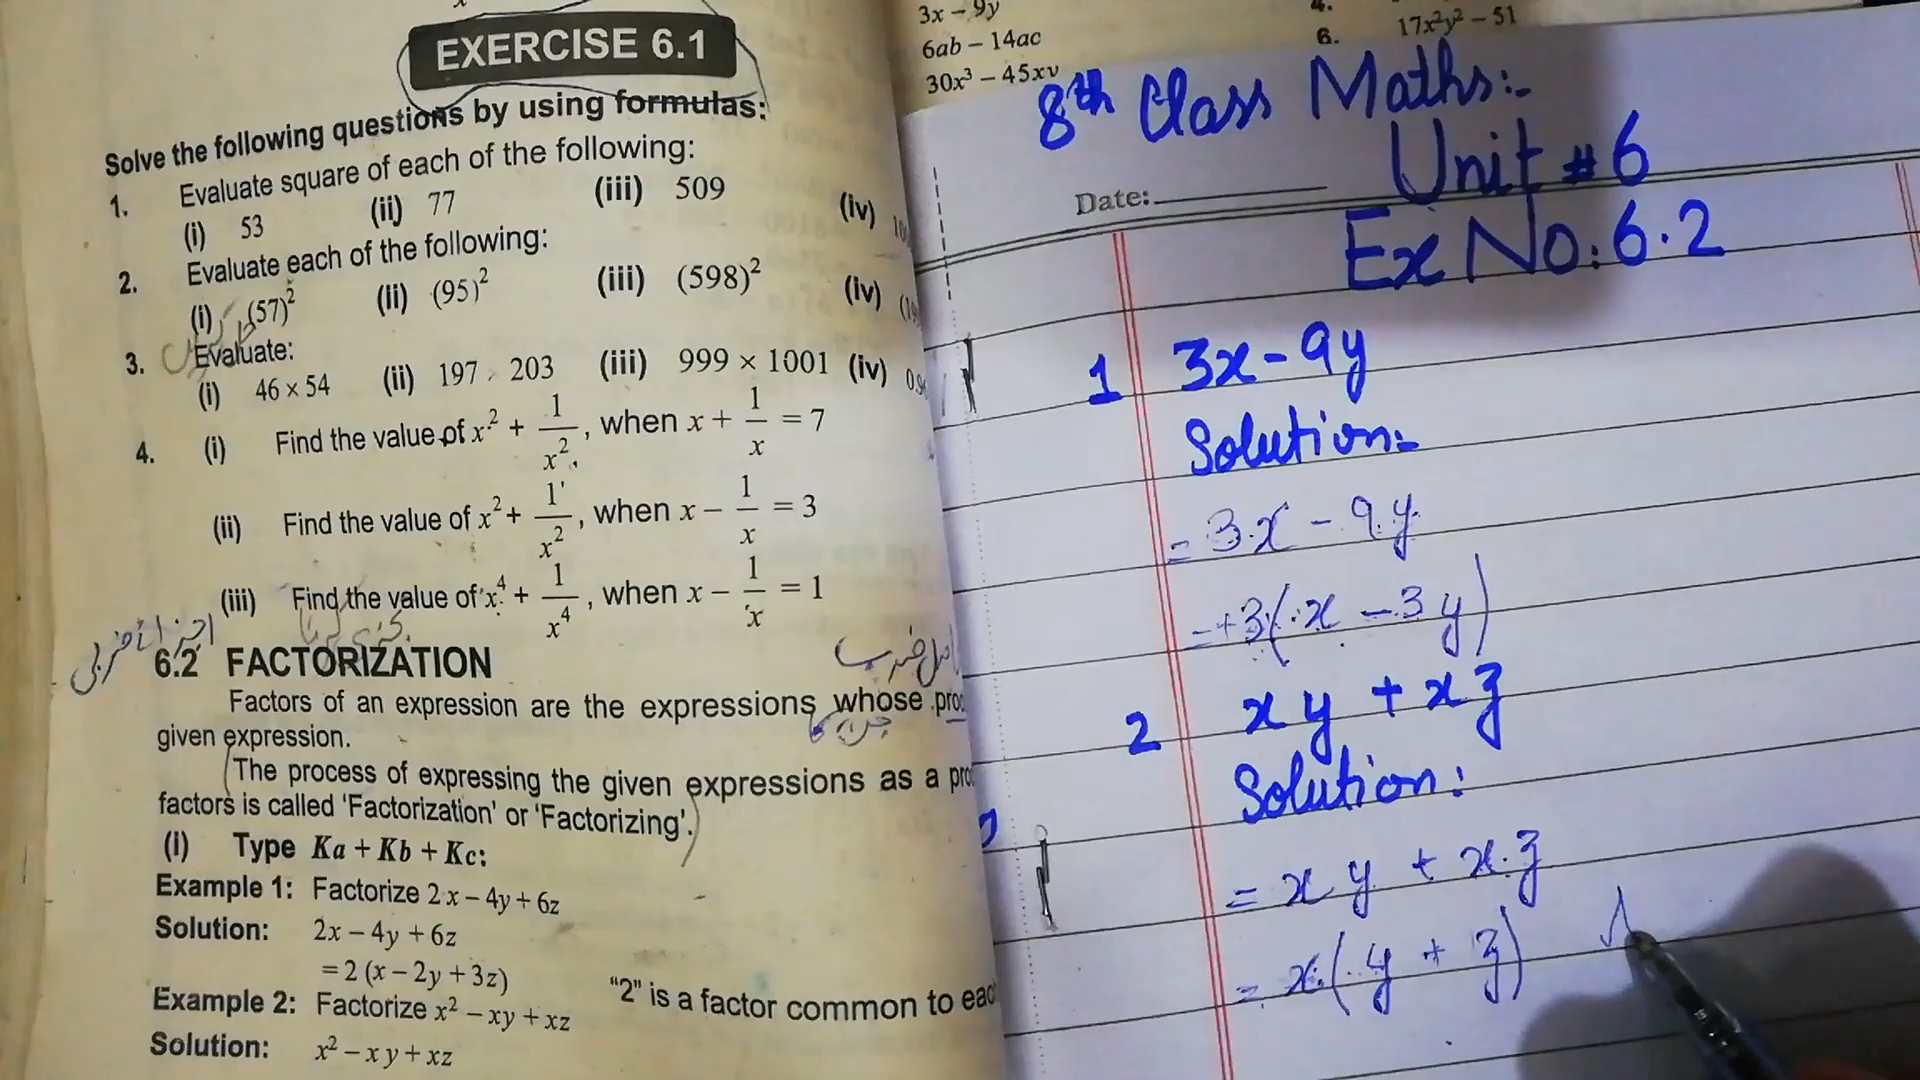 EXERCISE 6.1
Solve the following questions by using formulas:
1. Evaluate square of each of the following:
(i) 53 (ii) 77 (iii) 509 (iv)
2. Evaluate each of the following:
(i) (57)² (ii) (95)² (iii) (598)² (iv)
3. Evaluate:
(i) 46 × 54 (ii) 197 203 (iii) 999 × 1001 (iv)
4. (i) Find the value of x² + 1/x², when x + 1/x = 7
(ii) Find the value of x² + 1/x², when x − 1/x = 3
(iii) Find the value of x⁴ + 1/x⁴, when x − 1/x = 1
6.2 FACTORIZATION
Factors of an expression are the expressions whose
given expression.
The process of expressing the given expressions as a
factors is called 'Factorization' or 'Factorizing'.
(i) Type Ka + Kb + Kc:
Example 1: Factorize 2x − 4y + 6z
Solution: 2x − 4y + 6z
= 2 (x − 2y + 3z)
"2" is a factor common to
Example 2: Factorize x² − xy + xz
Solution: x² − xy + xz
3x − 9y
6ab − 14ac
30x³ − 45xy
6. 17x²y² − 51
8th Class Maths:-
Unit #6
Date:
Ex No: 6.2
1 3x - 9y
Solution:-
= 3x - 9y
= +3(x - 3y)
2 xy + xz
Solution:
= xy + x.z
= x.(y + z)